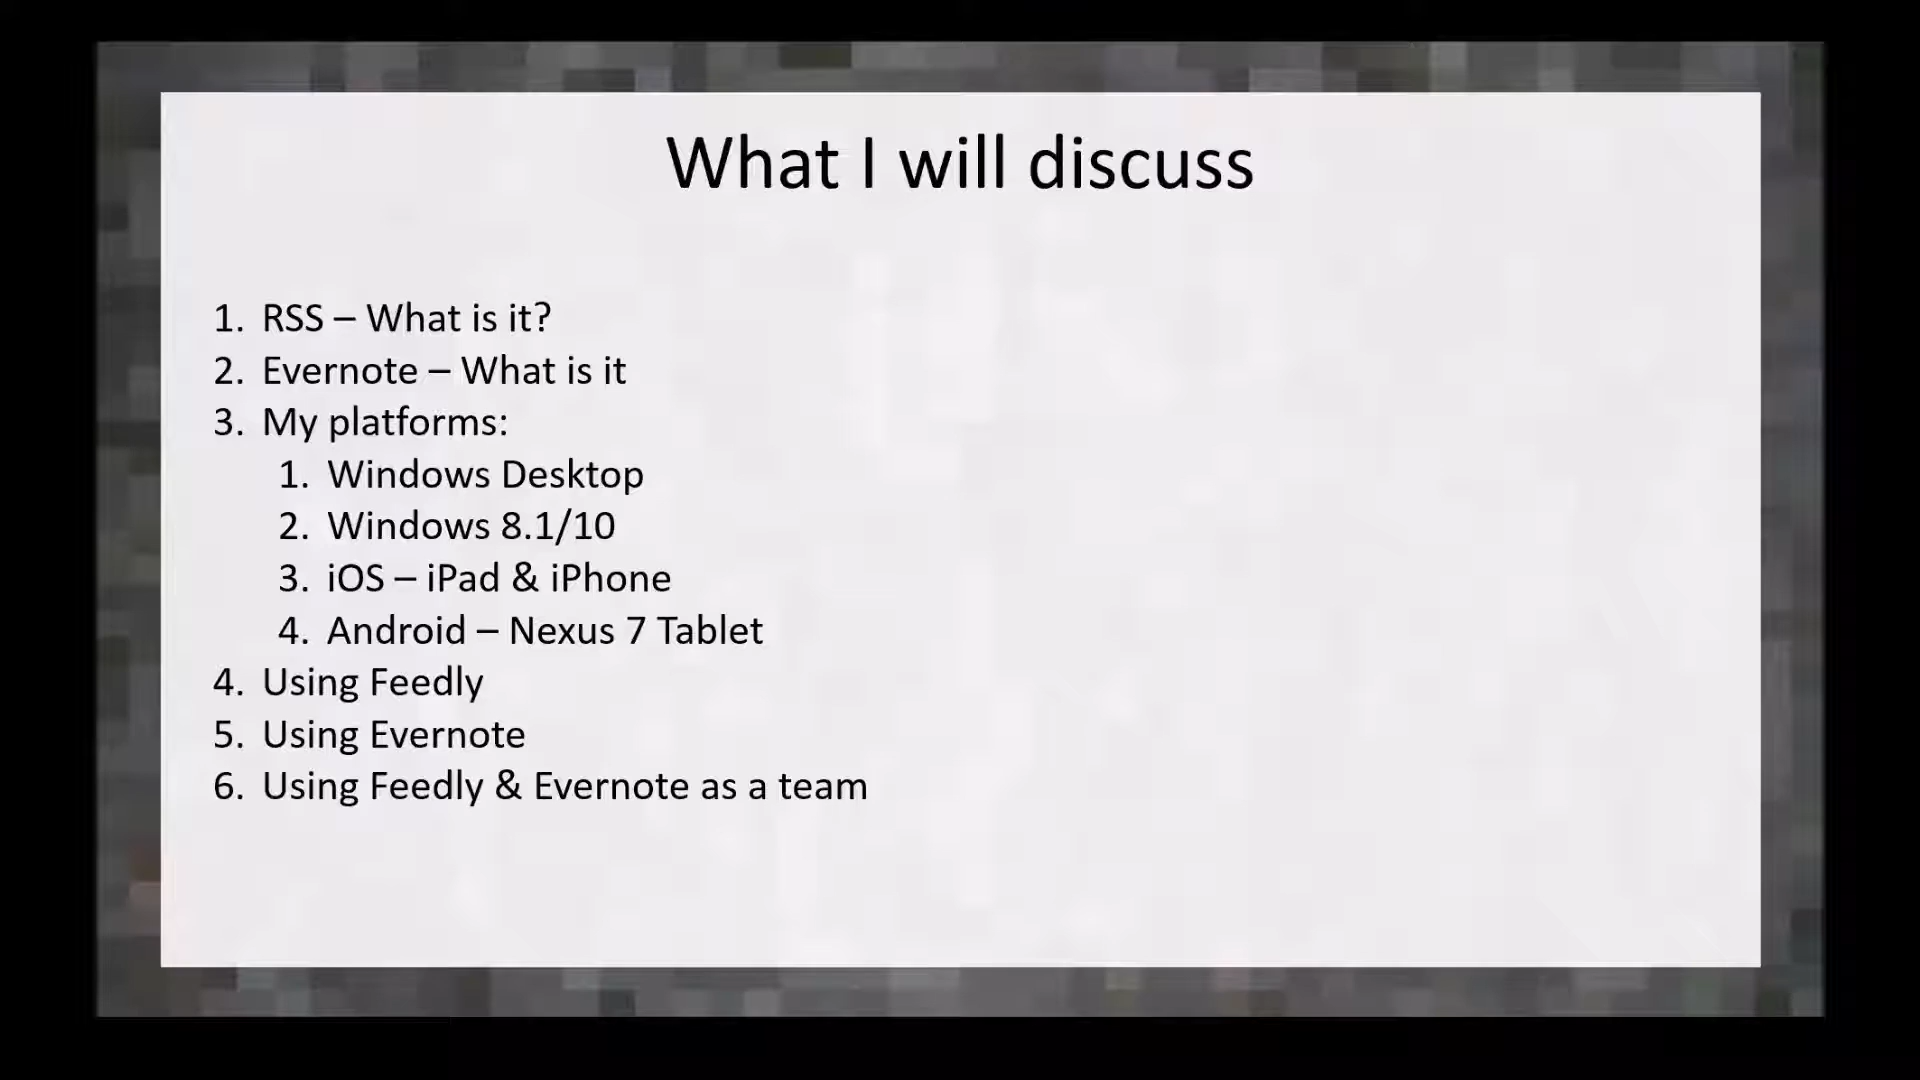 What I will discuss
1. RSS – What is it?
2. Evernote – What is it
3. My platforms:
1. Windows Desktop
2. Windows 8.1/10
3. iOS – iPad & iPhone
4. Android – Nexus 7 Tablet
4. Using Feedly
5. Using Evernote
6. Using Feedly & Evernote as a team